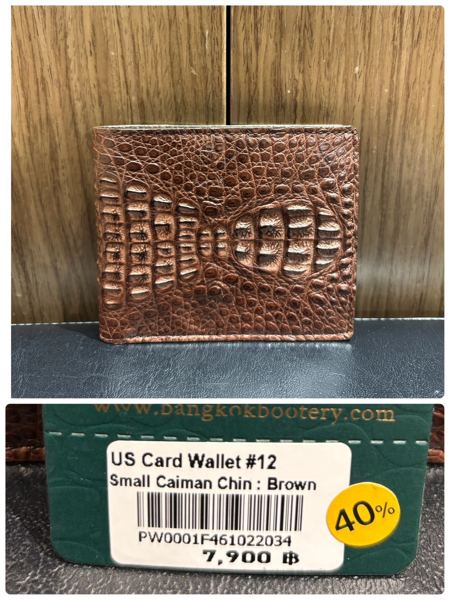 www.bangkokbootery.com
US Card Wallet #12
Small Caiman Chin : Brown
PW0001F461022034
7,900 ฿
40%